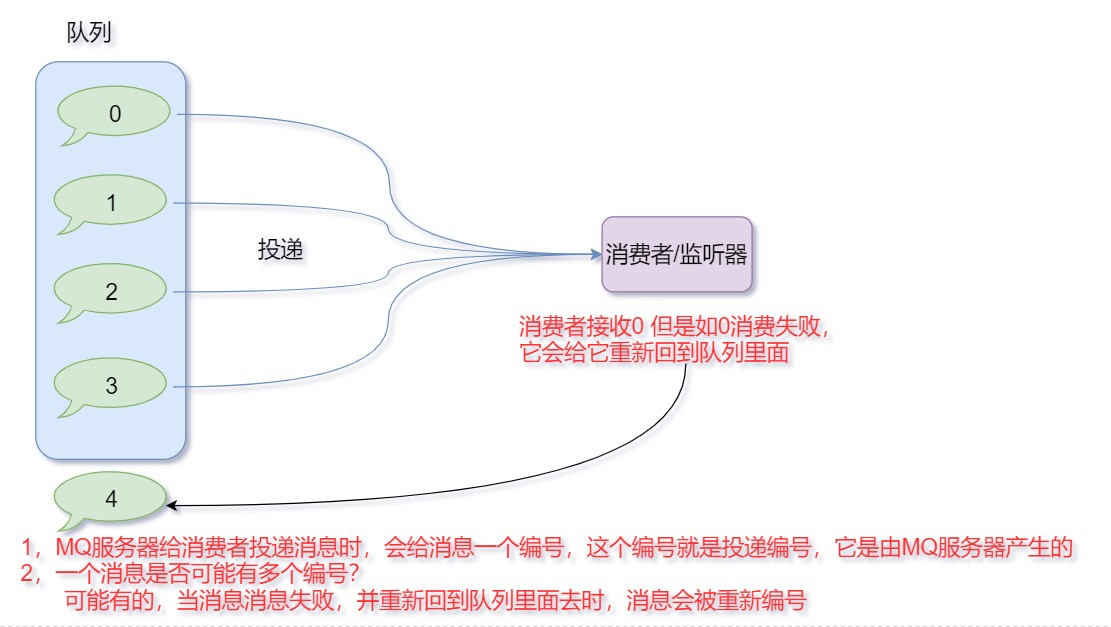 队列
0
1
投递
2
3
4
消费者/监听器
消费者接收0 但是如0消费失败，
它会给它重新回到队列里面
1，MQ服务器给消费者投递消息时，会给消息一个编号，这个编号就是投递编号，它是由MQ服务器产生的
2，一个消息是否可能有多个编号？
可能有的，当消息消息失败，并重新回到队列里面去时，消息会被重新编号